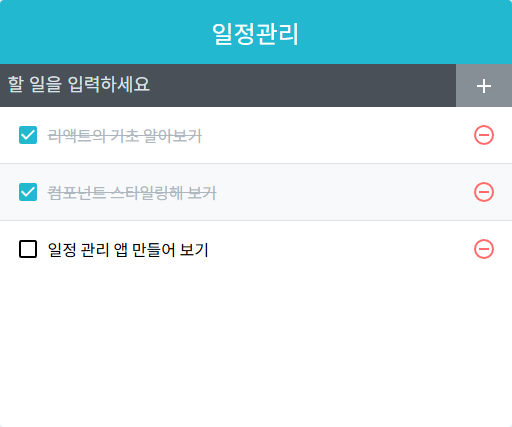 일정관리
할 일을 입력하세요
리액트의 기초 알아보기
컴포넌트 스타일링해 보기
일정 관리 앱 만들어 보기